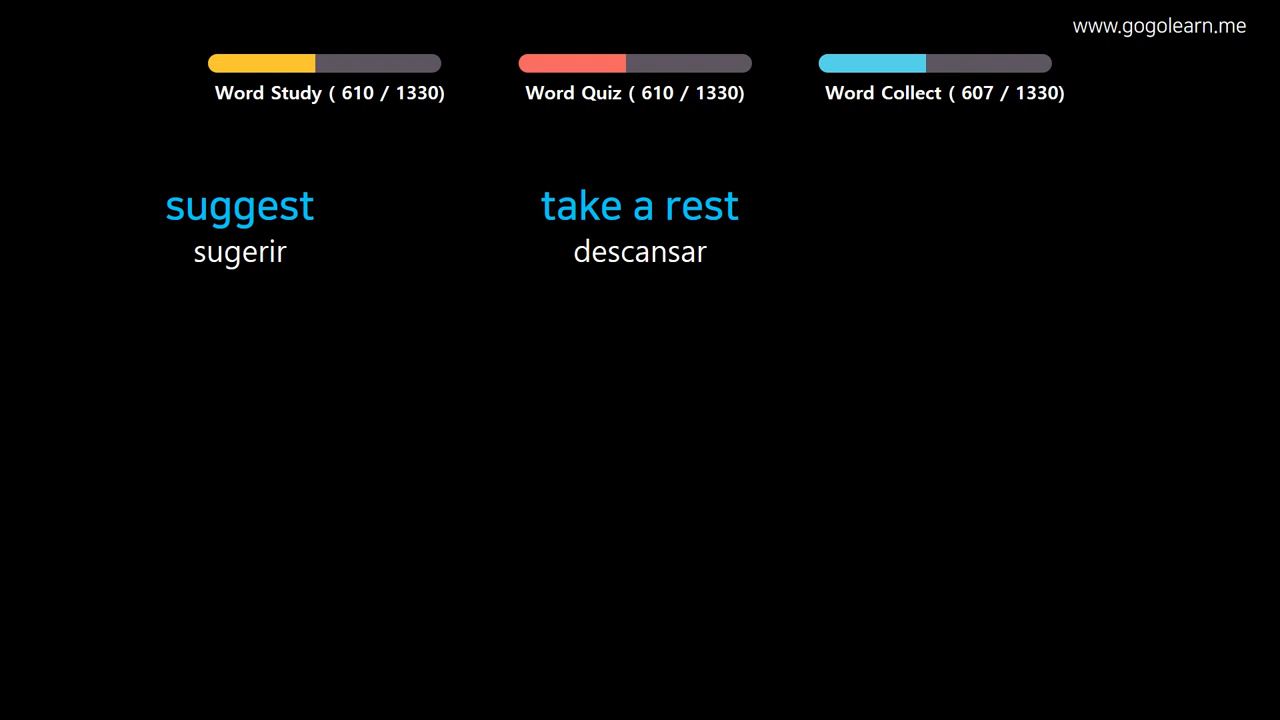 www.gogolearn.me
Word Study ( 610 / 1330)
Word Quiz ( 610 / 1330)
Word Collect ( 607 / 1330)
suggest
sugerir
take a rest
descansar